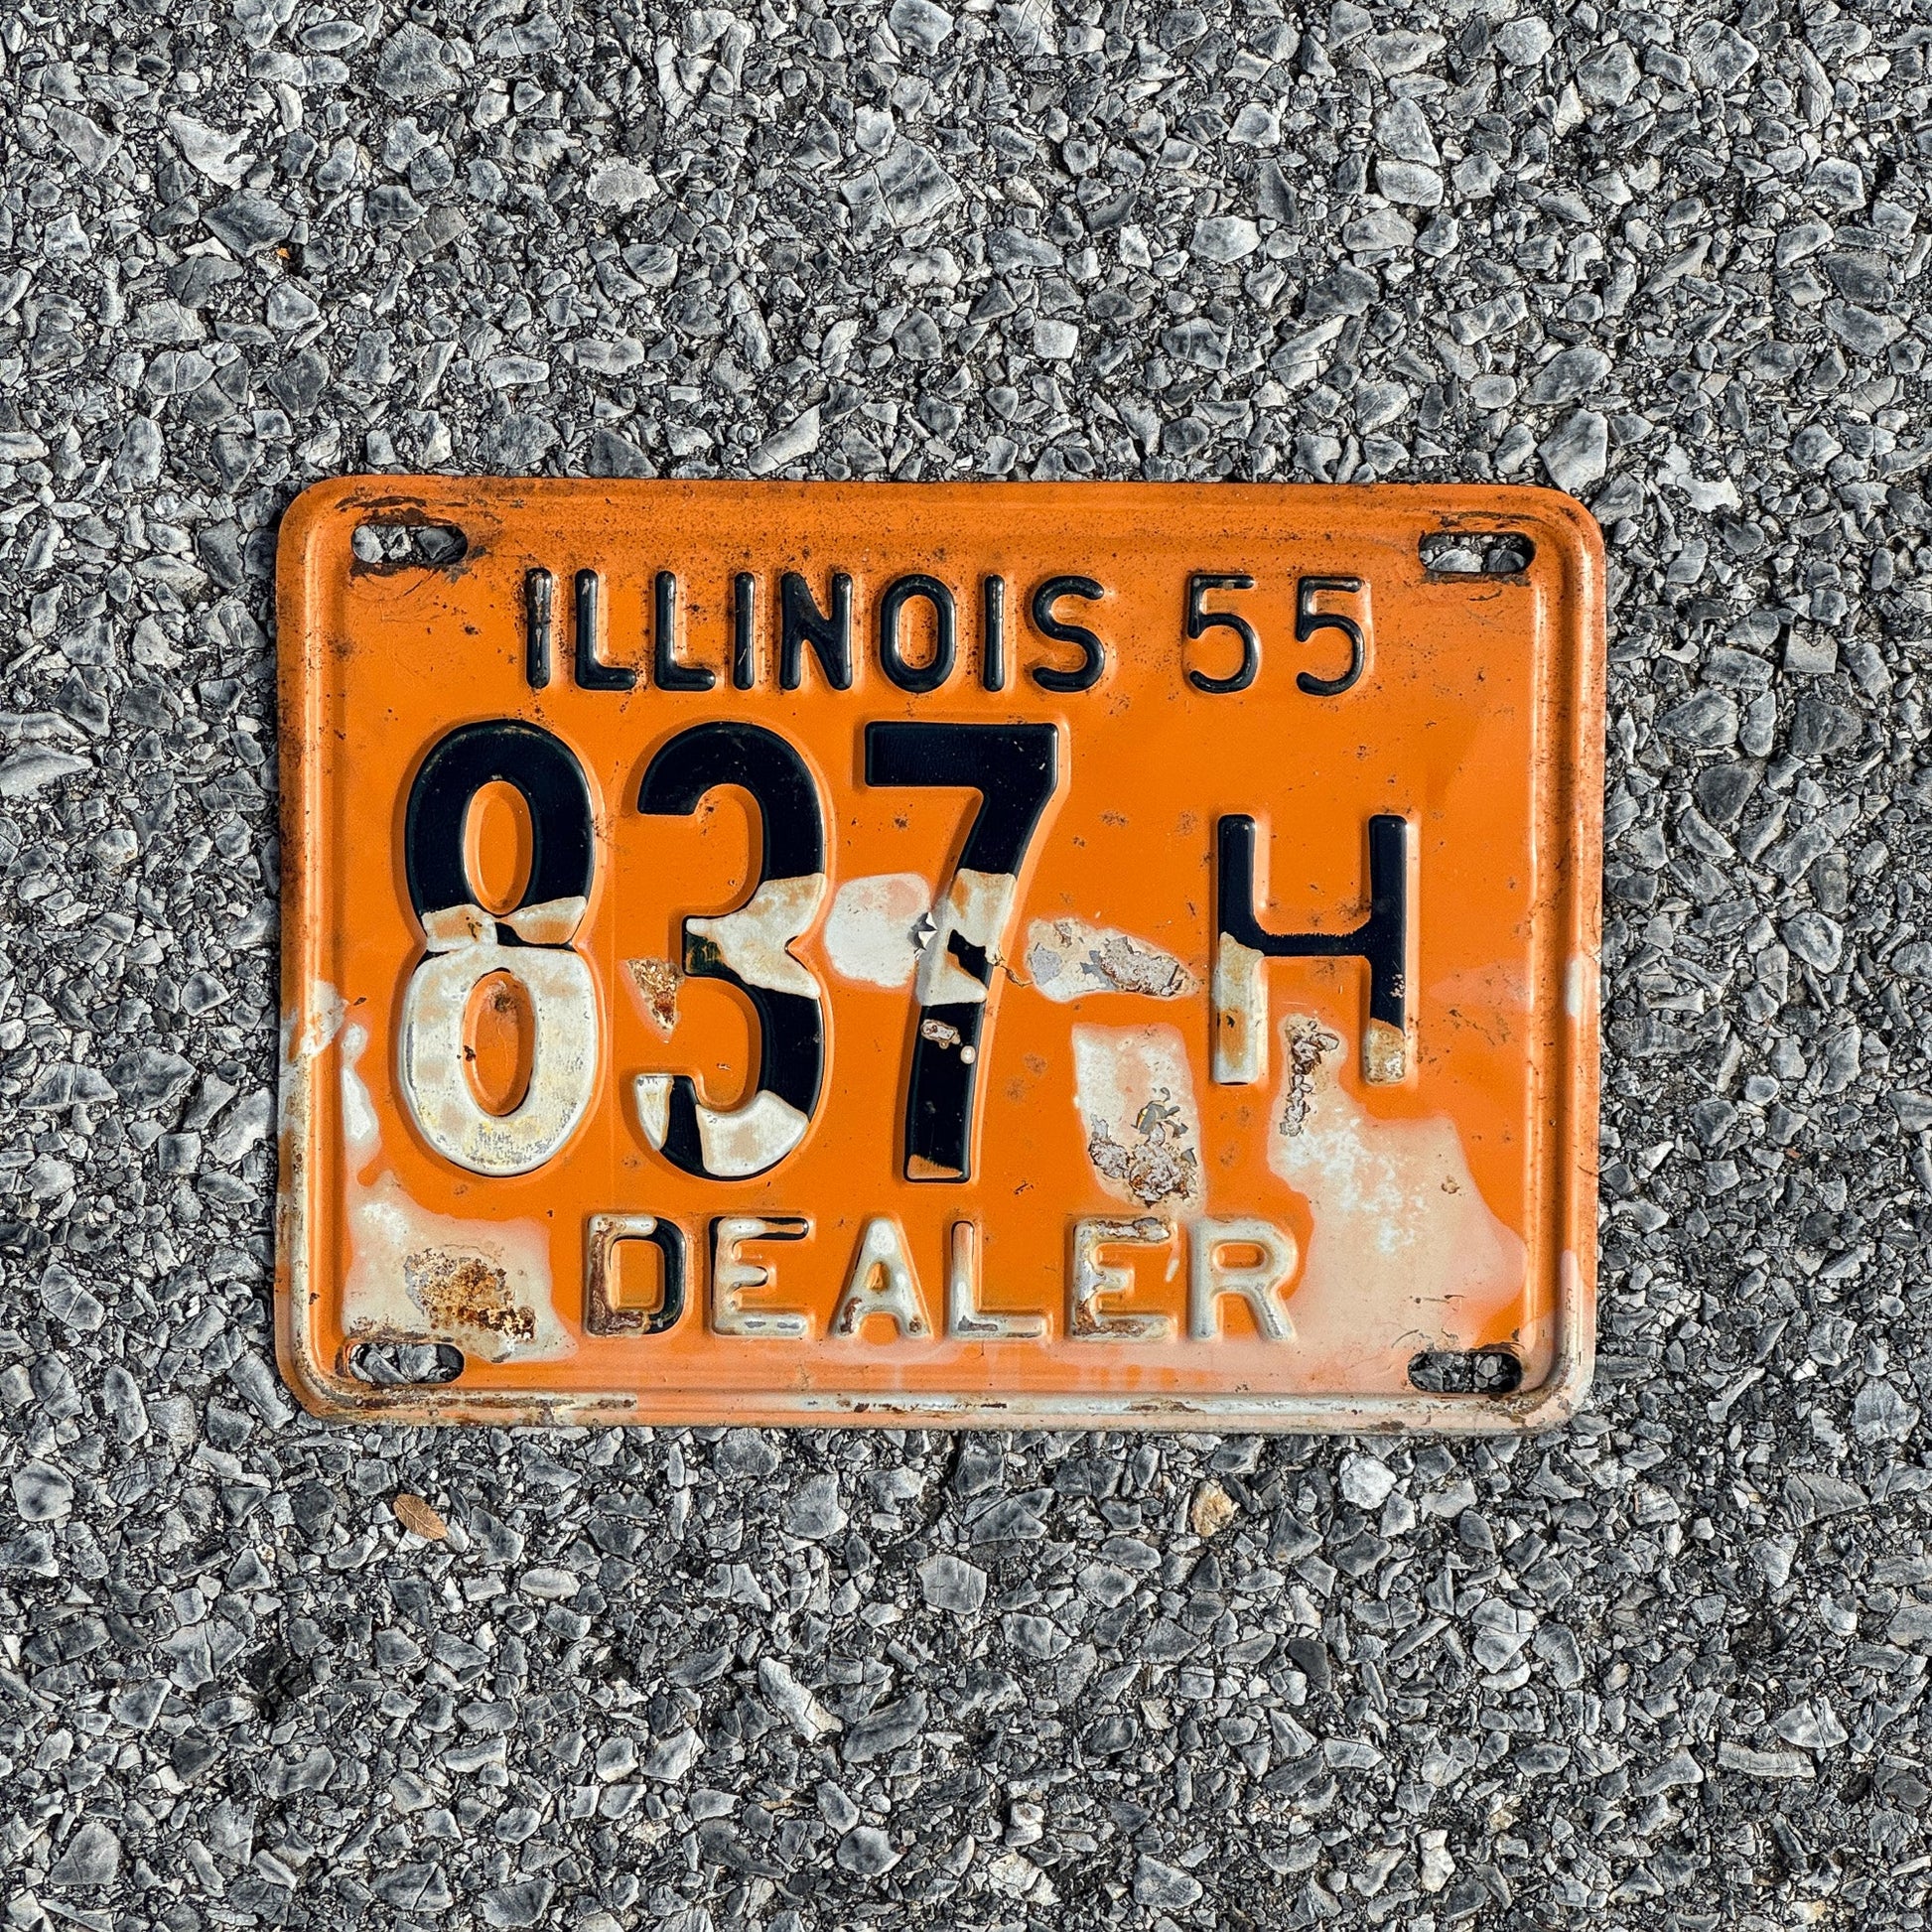 ILLINOIS 55
837 H
DEALER